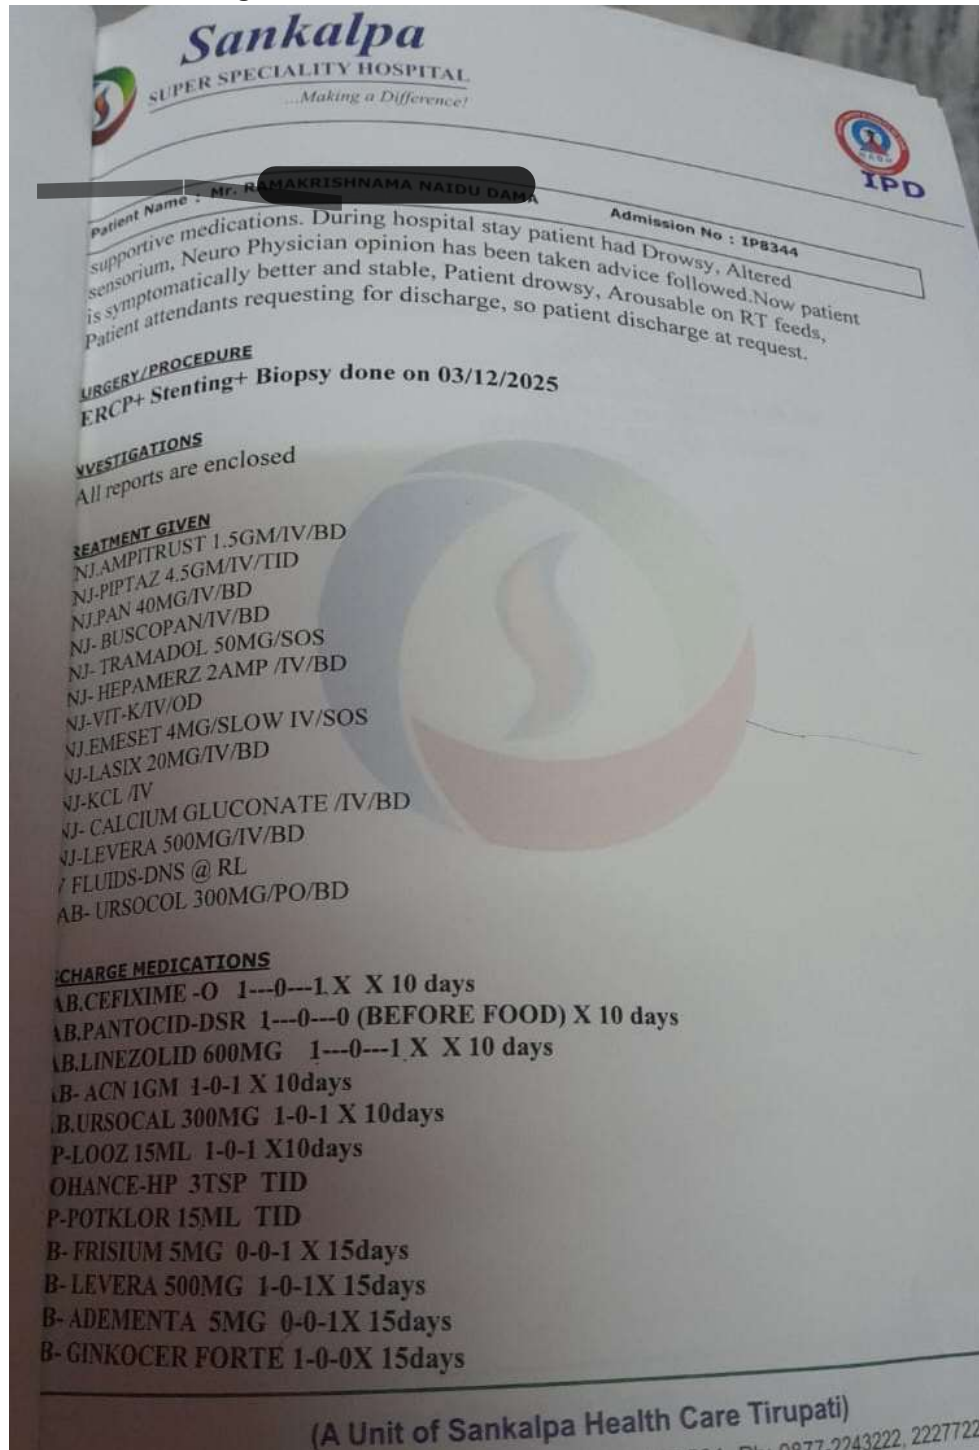 Sankalpa
SUPER SPECIALITY HOSPITAL
...Making a Difference!
NABH
IPD
Patient Name : Mr. RAMAKRISHNAMA NAIDU DAMA
Admission No : IP8344
supportive medications. During hospital stay patient had Drowsy, Altered
sensorium, Neuro Physician opinion has been taken advice followed.Now patient
is symptomatically better and stable, Patient drowsy, Arousable on RT feeds,
Patient attendants requesting for discharge, so patient discharge at request.
URGERY/PROCEDURE
ERCP+ Stenting+ Biopsy done on 03/12/2025
NVESTIGATIONS
All reports are enclosed
REATMENT GIVEN
NJ.AMPITRUST 1.5GM/IV/BD
NJ-PIPTAZ 4.5GM/IV/TID
NJ.PAN 40MG/IV/BD
NJ- BUSCOPAN/IV/BD
NJ- TRAMADOL 50MG/SOS
NJ- HEPAMERZ 2AMP /IV/BD
NJ-VIT-K/IV/OD
NJ.EMESET 4MG/SLOW IV/SOS
NJ-LASIX 20MG/IV/BD
NJ-KCL /IV
NJ- CALCIUM GLUCONATE /IV/BD
NJ-LEVERA 500MG/IV/BD
FLUIDS-DNS @ RL
AB- URSOCOL 300MG/PO/BD
SCHARGE MEDICATIONS
AB.CEFIXIME -O 1---0---1 X X 10 days
AB.PANTOCID-DSR 1---0---0 (BEFORE FOOD) X 10 days
AB.LINEZOLID 600MG 1---0---1 X X 10 days
AB- ACN 1GM 1-0-1 X 10days
B.URSOCAL 300MG 1-0-1 X 10days
P-LOOZ 15ML 1-0-1 X10days
OHANCE-HP 3TSP TID
P-POTKLOR 15ML TID
B- FRISIUM 5MG 0-0-1 X 15days
B- LEVERA 500MG 1-0-1X 15days
B- ADEMENTA 5MG 0-0-1X 15days
B- GINKOCER FORTE 1-0-0X 15days
(A Unit of Sankalpa Health Care Tirupati)
0877-2243222, 2227722